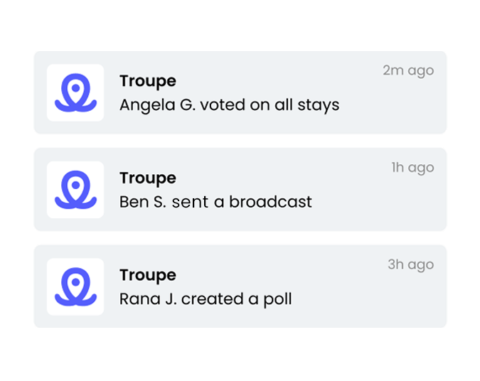 2m ago
Troupe
Angela G. voted on all stays
1h ago
Troupe
Ben S. sent a broadcast
3h ago
Troupe
Rana J. created a poll